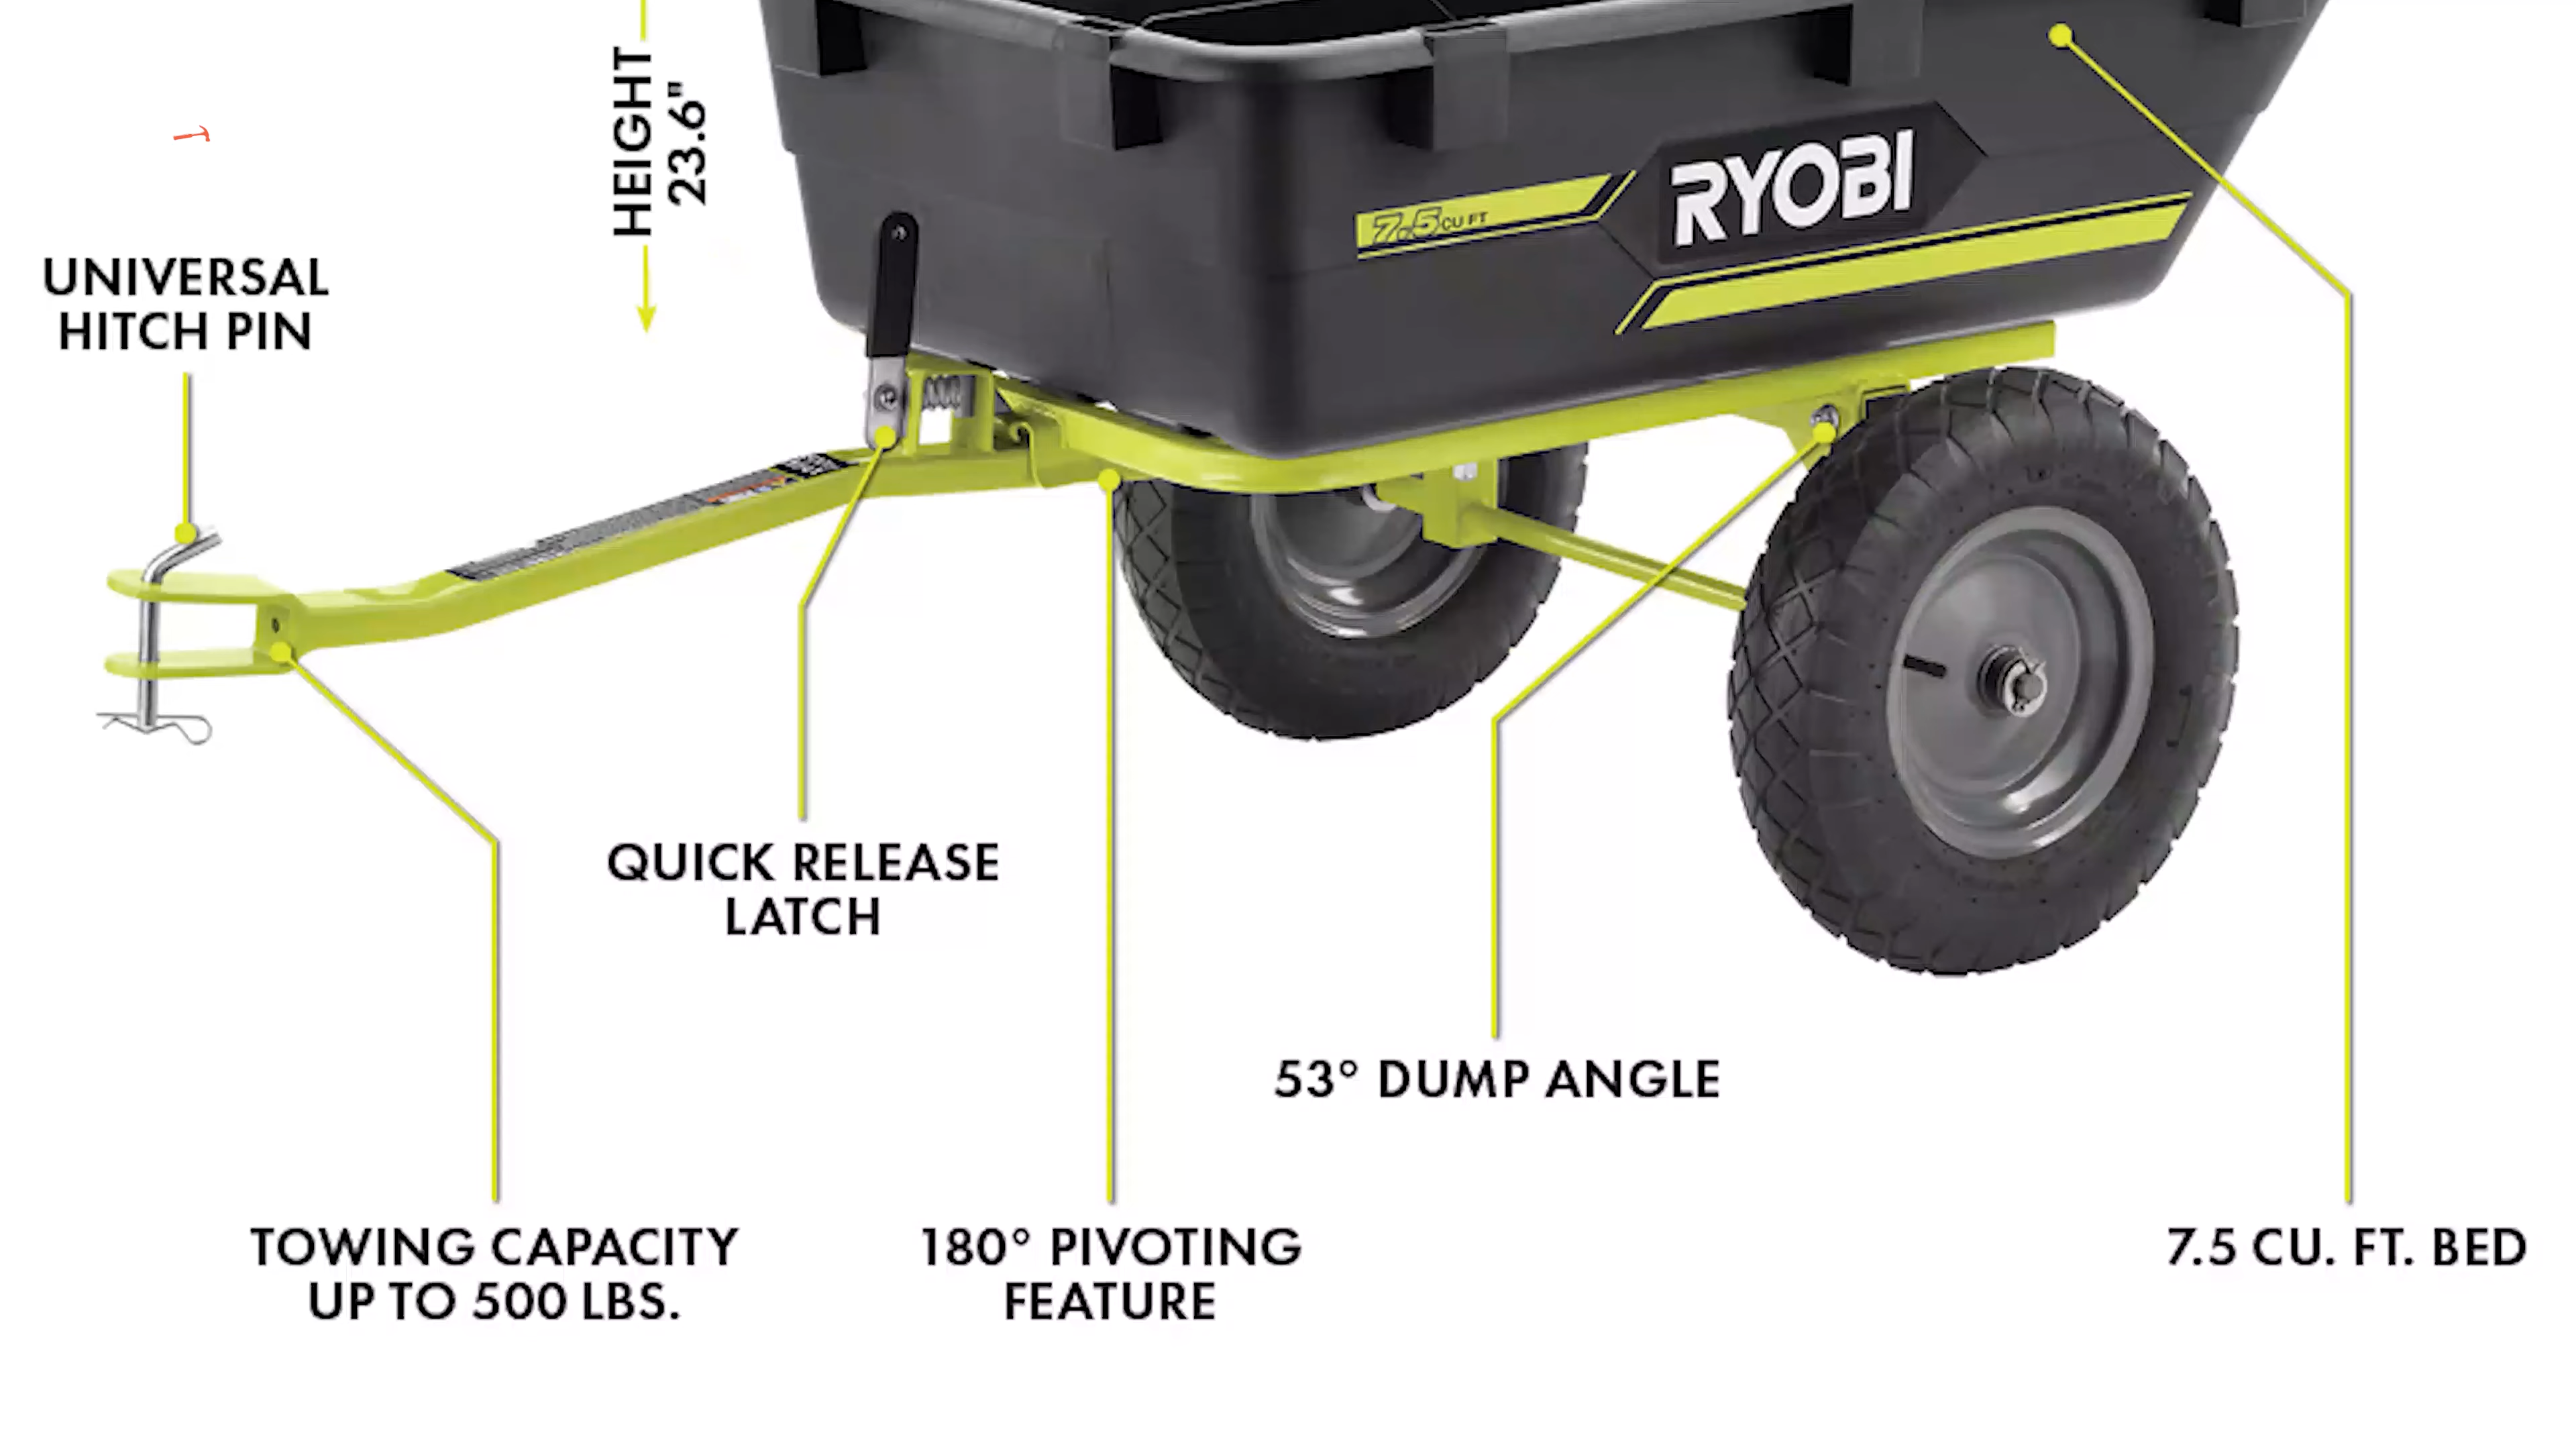 HEIGHT
23.6"
RYOBI
7.5 CU FT
UNIVERSAL
HITCH PIN
QUICK RELEASE
LATCH
53° DUMP ANGLE
TOWING CAPACITY
UP TO 500 LBS.
180° PIVOTING
FEATURE
7.5 CU. FT. BED